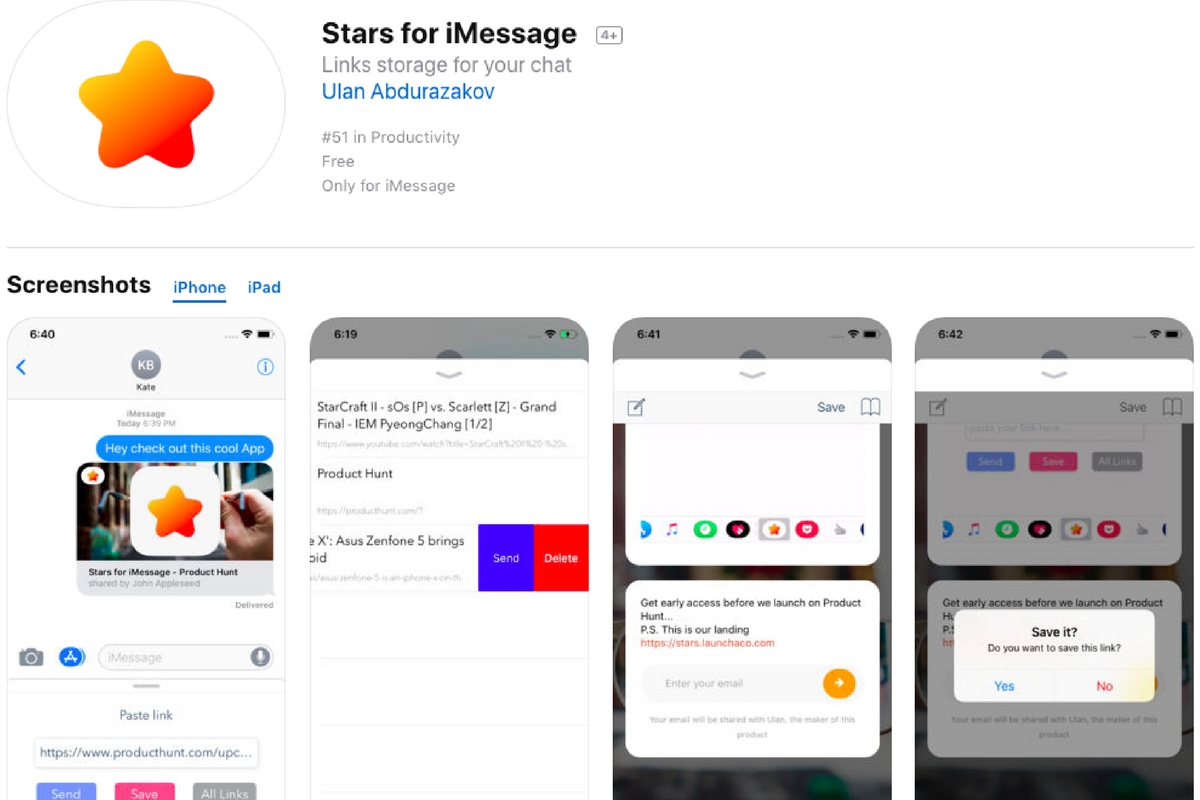 Stars for iMessage 4+
Links storage for your chat
Ulan Abdurazakov
#51 in Productivity
Free
Only for iMessage
Screenshots iPhone iPad
6:40
KB
Kate
iMessage
Today 6:39 PM
Hey check out this cool App
Stars for iMessage - Product Hunt
shared by John Appleseed
Delivered
iMessage
Paste link
https://www.producthunt.com/upc...
Send Save All Links
6:19
StarCraft II - sOs [P] vs. Scarlett [Z] - Grand
Final - IEM PyeongChang [1/2]
https://www.youtube.com/watch?title=StarCraft%20II%20-%20s...
Product Hunt
https://producthunt.com/?
e X': Asus Zenfone 5 brings
oid
s/asus-zenfone-5-is-an-iphone-x-on-th...
Send Delete
6:41
Save
Get early access before we launch on Product
Hunt...
P.S. This is our landing
https://stars.launchaco.com
Enter your email
Your email will be shared with Ulan, the maker of this
product
6:42
Save
paste your link here
Send Save All Links
Get early access before we launch on Product
Hu
P.S
ht
Save it?
Do you want to save this link?
Yes No
Your email will be shared with Ulan, the maker of this
product